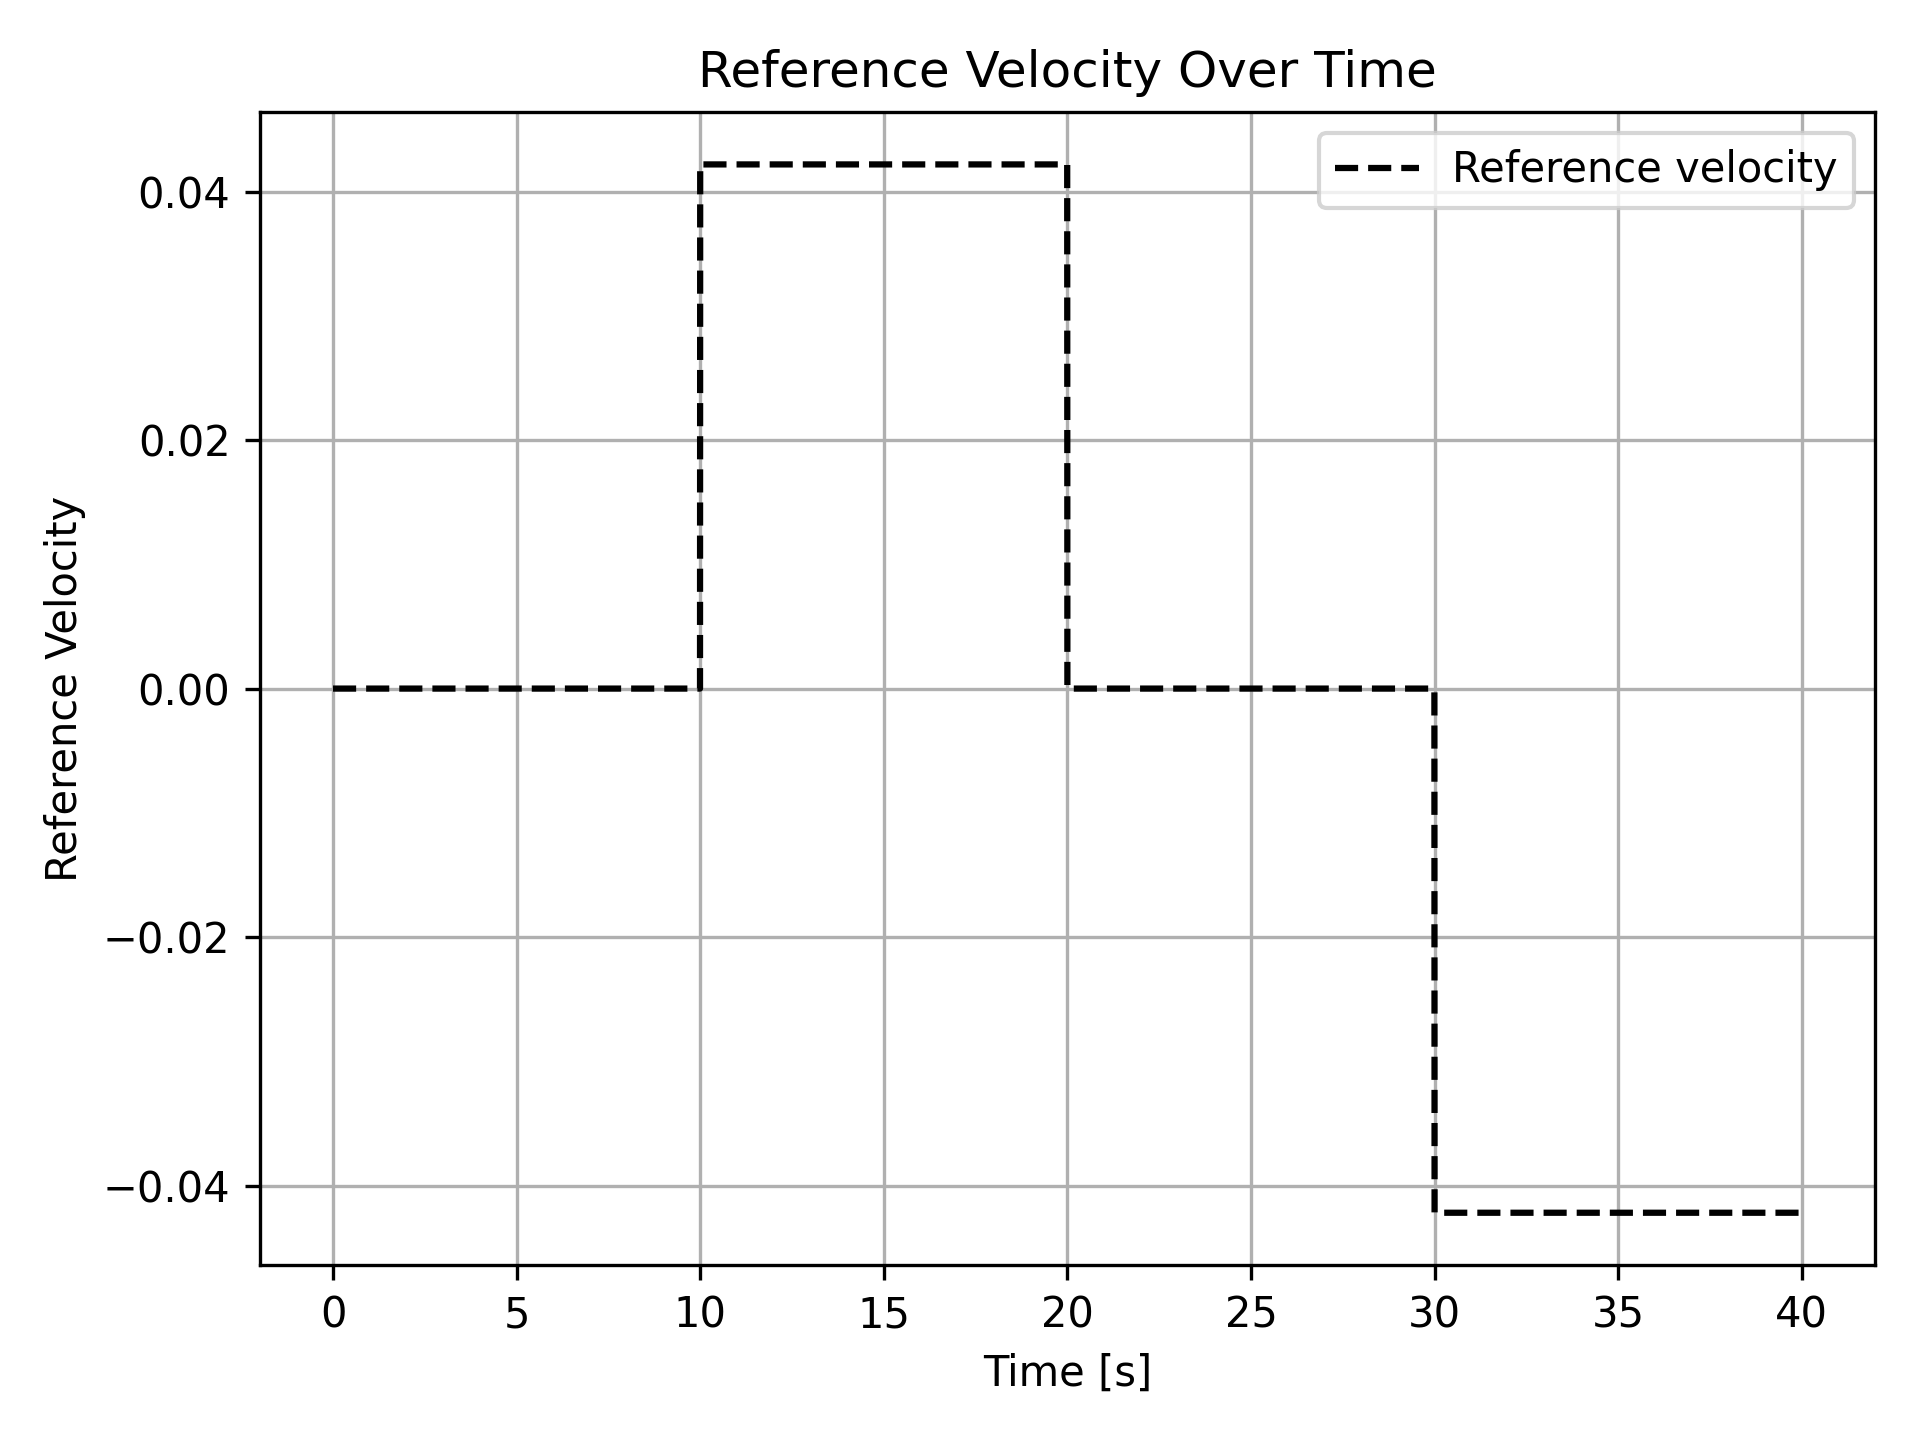 Reference Velocity Over Time
Reference velocity
0.04
0.02
0.00
−0.02
−0.04
Reference Velocity
0 5 10 15 20 25 30 35 40
Time [s]